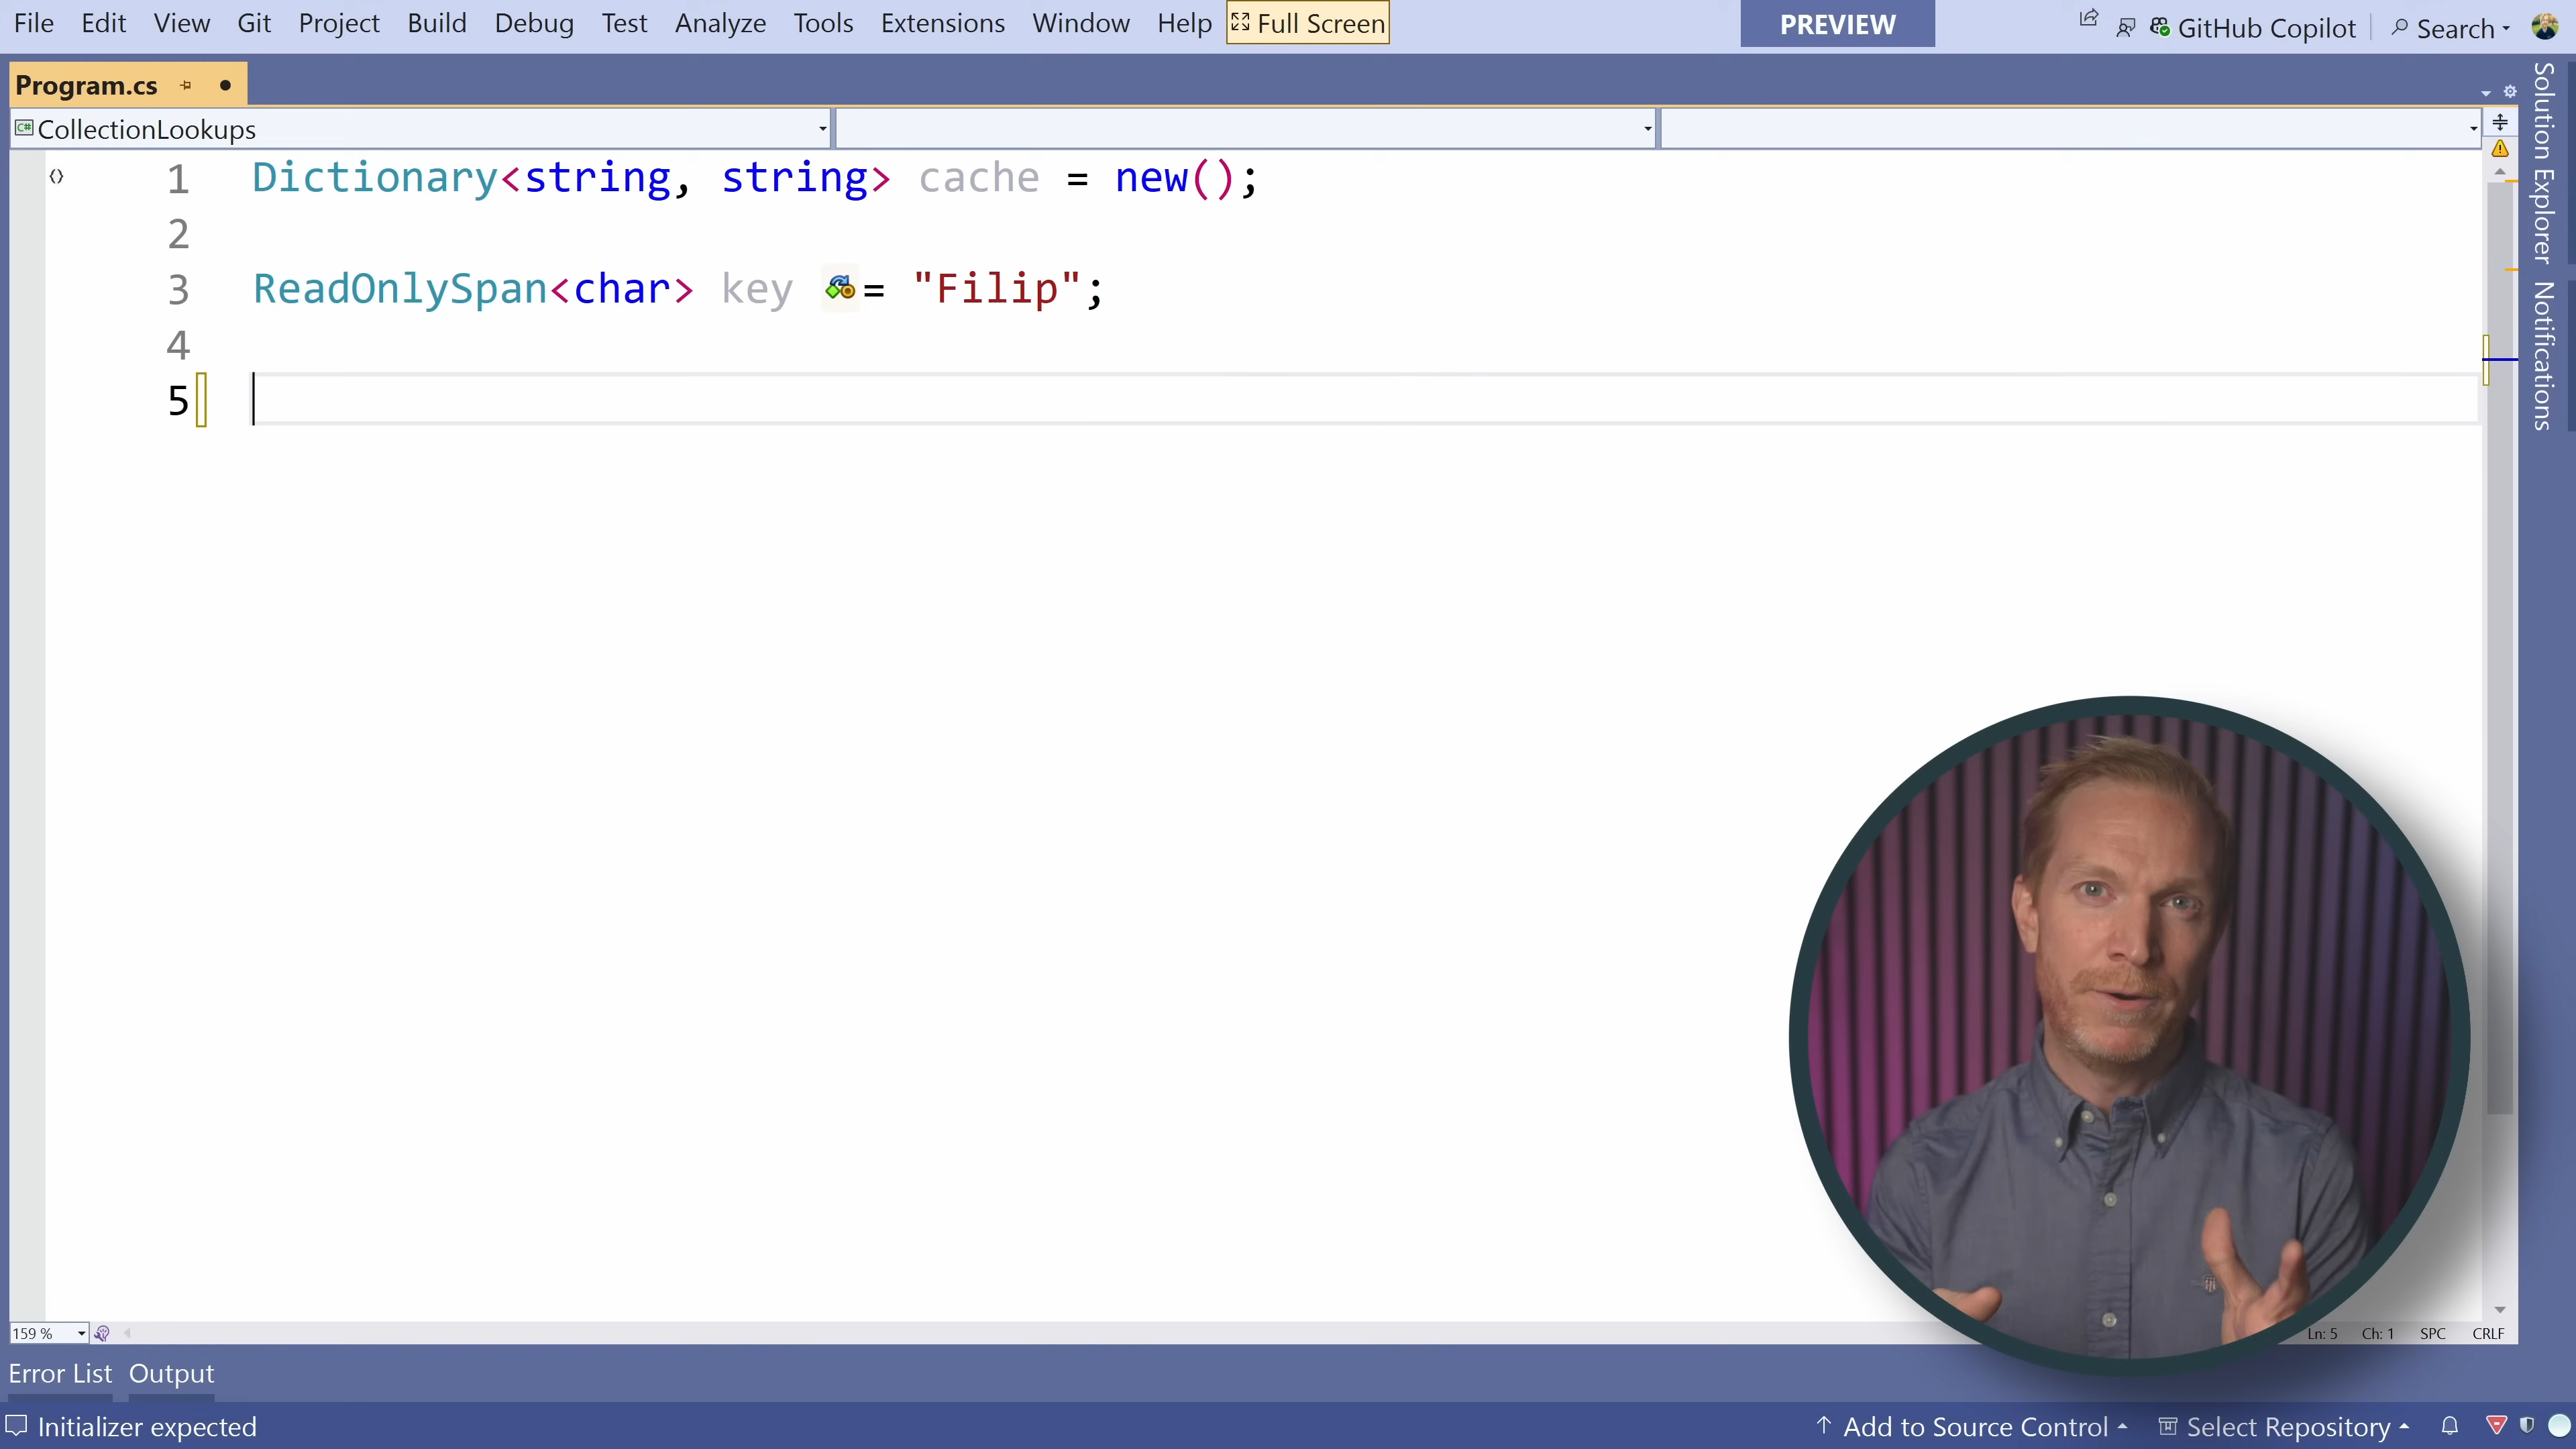 File Edit View Git Project Build Debug Test Analyze Tools Extensions Window Help Full Screen PREVIEW GitHub Copilot Search
Program.cs
C# CollectionLookups
1 Dictionary<string, string> cache = new();
2
3 ReadOnlySpan<char> key = "Filip";
4
5
Solution Explorer
Notifications
159 % Ln: 5 Ch: 1 SPC CRLF
Error List Output
Initializer expected Add to Source Control Select Repository